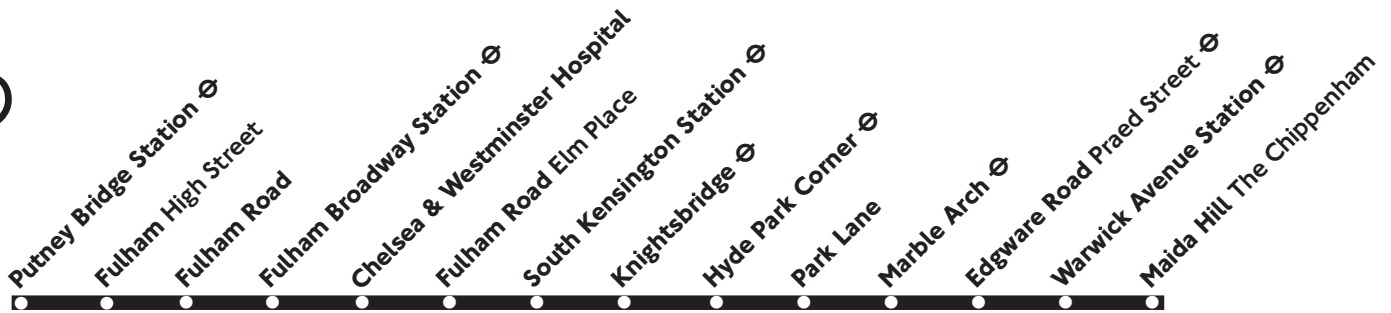 Putney Bridge Station
Fulham High Street
Fulham Road
Fulham Broadway Station
Chelsea & Westminster Hospital
Fulham Road Elm Place
South Kensington Station
Knightsbridge
Hyde Park Corner
Park Lane
Marble Arch
Edgware Road Praed Street
Warwick Avenue Station
Maida Hill The Chippenham